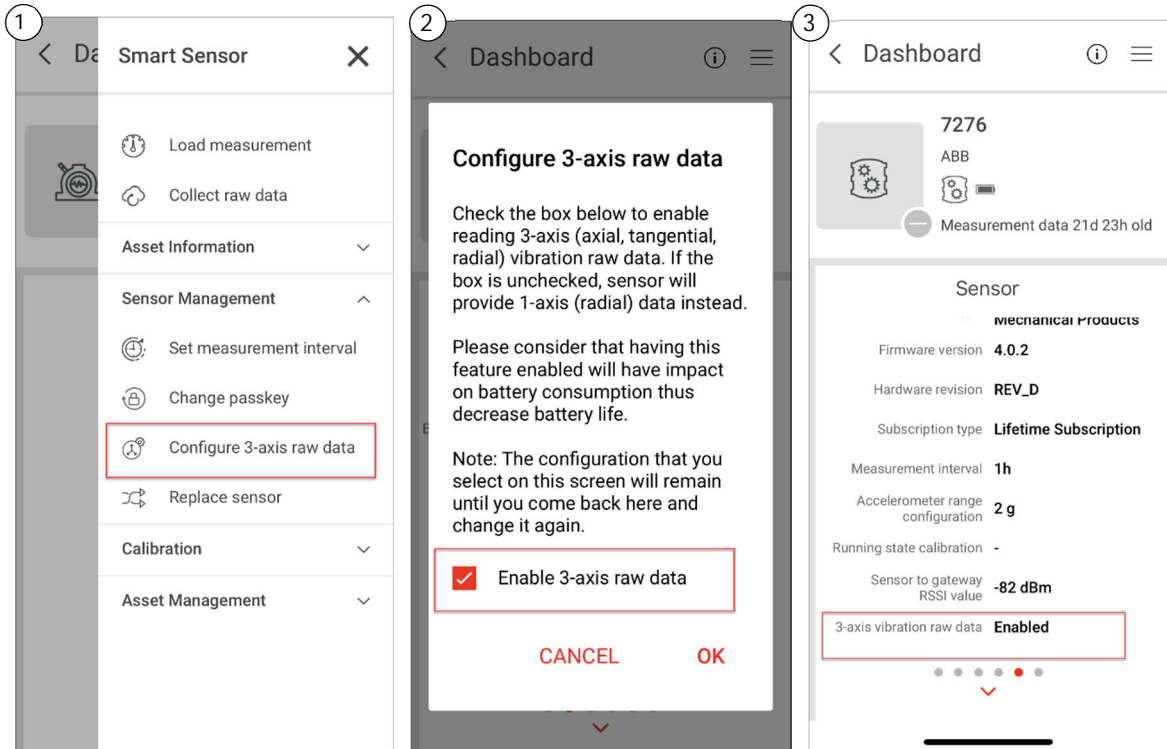 1
Da
Smart Sensor
Load measurement
Collect raw data
Asset Information
Sensor Management
Set measurement interval
Change passkey
Configure 3-axis raw data
Replace sensor
Calibration
Asset Management
2
Dashboard
Configure 3-axis raw data
Check the box below to enable
reading 3-axis (axial, tangential,
radial) vibration raw data. If the
box is unchecked, sensor will
provide 1-axis (radial) data instead.
Please consider that having this
feature enabled will have impact
on battery consumption thus
decrease battery life.
Note: The configuration that you
select on this screen will remain
until you come back here and
change it again.
Enable 3-axis raw data
CANCEL OK
3
Dashboard
7276
ABB
Measurement data 21d 23h old
Sensor
Mechanical Products
Firmware version 4.0.2
Hardware revision REV_D
Subscription type Lifetime Subscription
Measurement interval 1h
Accelerometer range
configuration 2 g
Running state calibration -
Sensor to gateway
RSSI value -82 dBm
3-axis vibration raw data Enabled